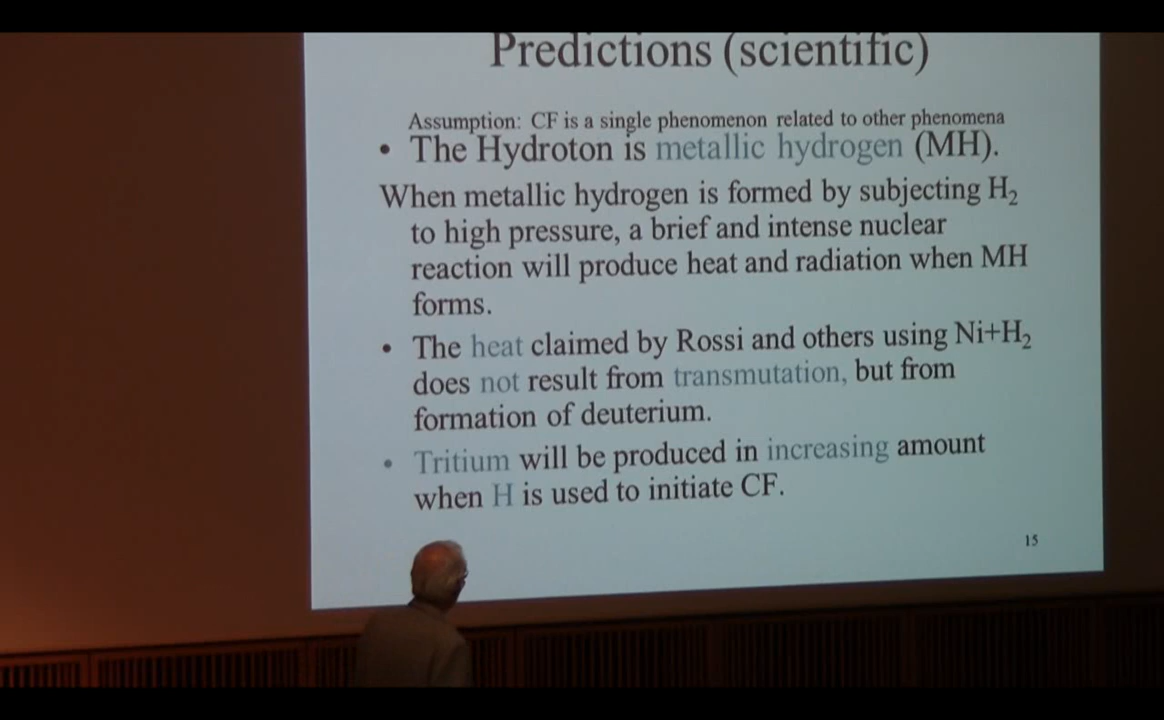 Predictions (scientific)
Assumption: CF is a single phenomenon related to other phenomena
• The Hydroton is metallic hydrogen (MH).
When metallic hydrogen is formed by subjecting H₂
to high pressure, a brief and intense nuclear
reaction will produce heat and radiation when MH
forms.
• The heat claimed by Rossi and others using Ni+H₂
does not result from transmutation, but from
formation of deuterium.
• Tritium will be produced in increasing amount
when H is used to initiate CF.
15